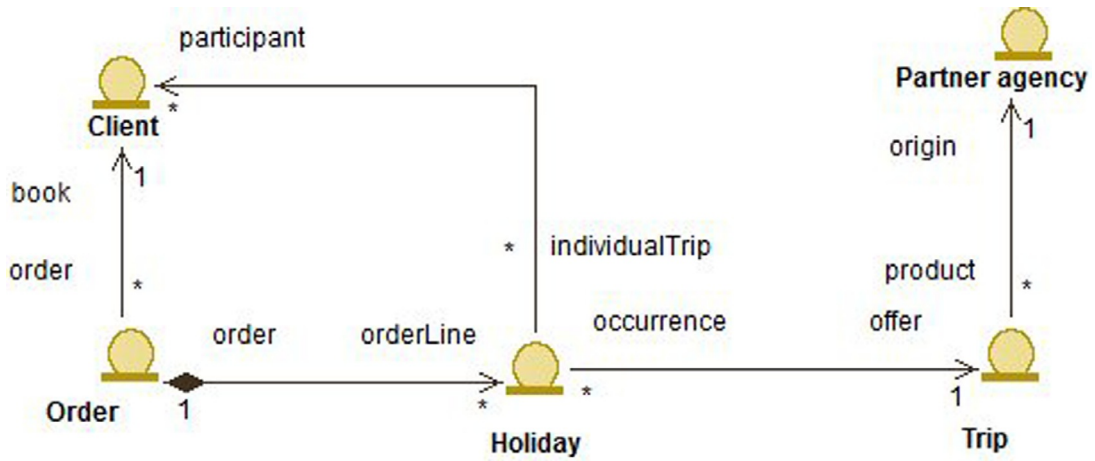 participant
*
Client
1
book
order
*
Partner agency
1
origin
product
*
* individualTrip
occurrence
offer
order
orderLine
1
*
*
1
Order
Holiday
Trip